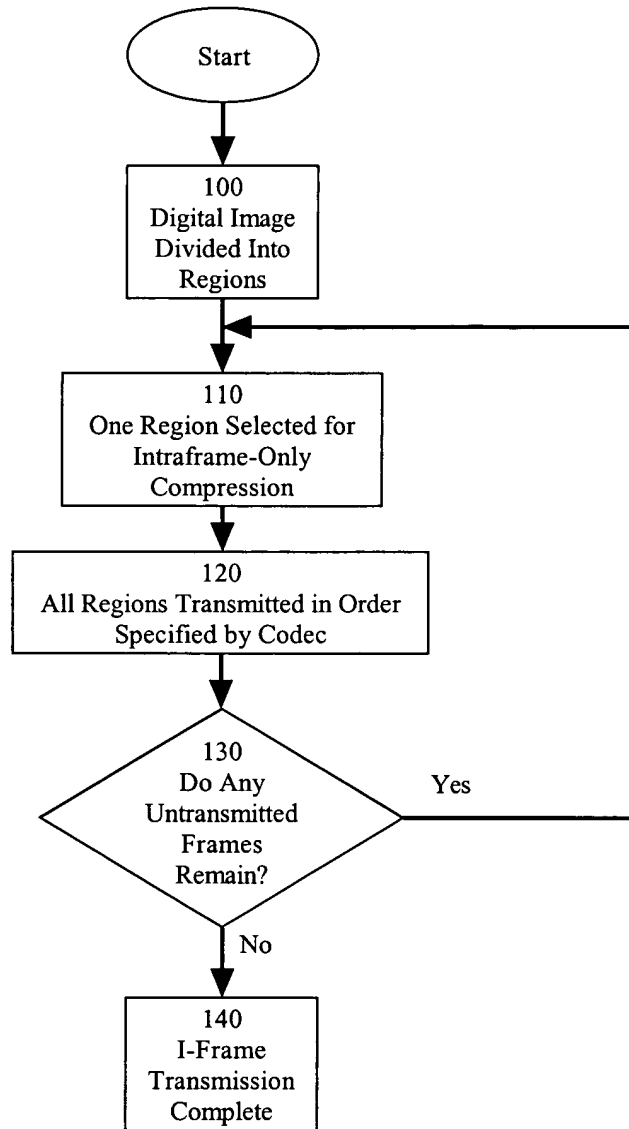 Start
100
Digital Image
Divided Into
Regions
110
One Region Selected for
Intraframe-Only
Compression
120
All Regions Transmitted in Order
Specified by Codec
130
Do Any
Untransmitted
Frames
Remain?
Yes
No
140
I-Frame
Transmission
Complete